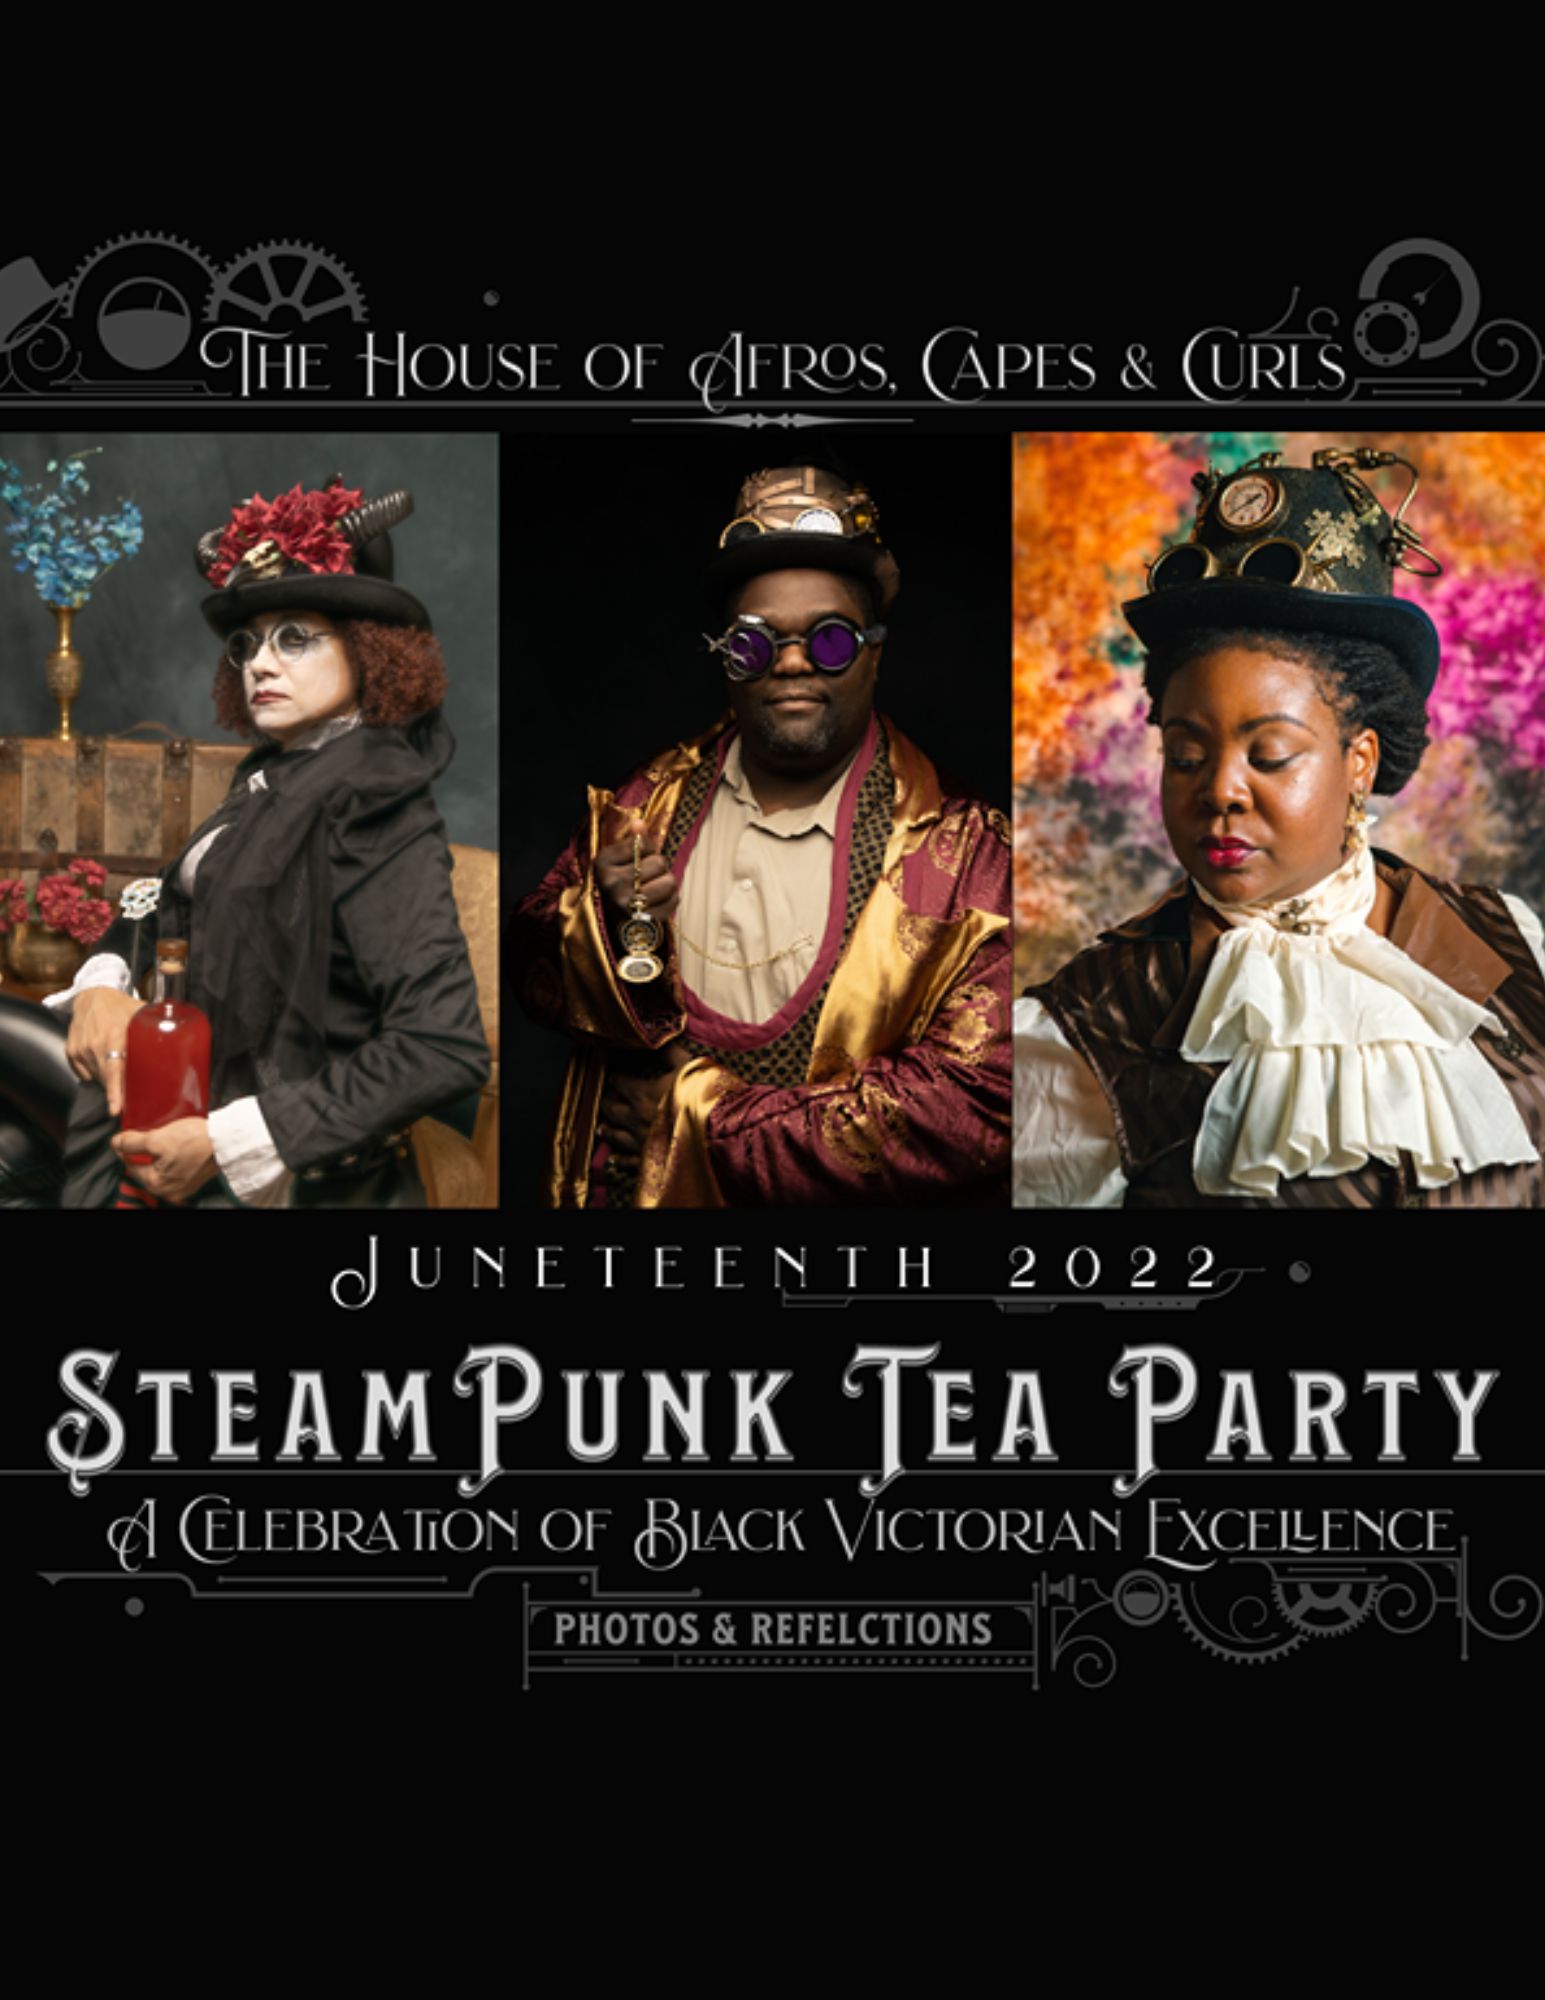 The House of Afros, Capes & Curls
Juneteenth 2022
SteamPunk Tea Party
A Celebration of Black Victorian Excellence
PHOTOS & REFELCTIONS